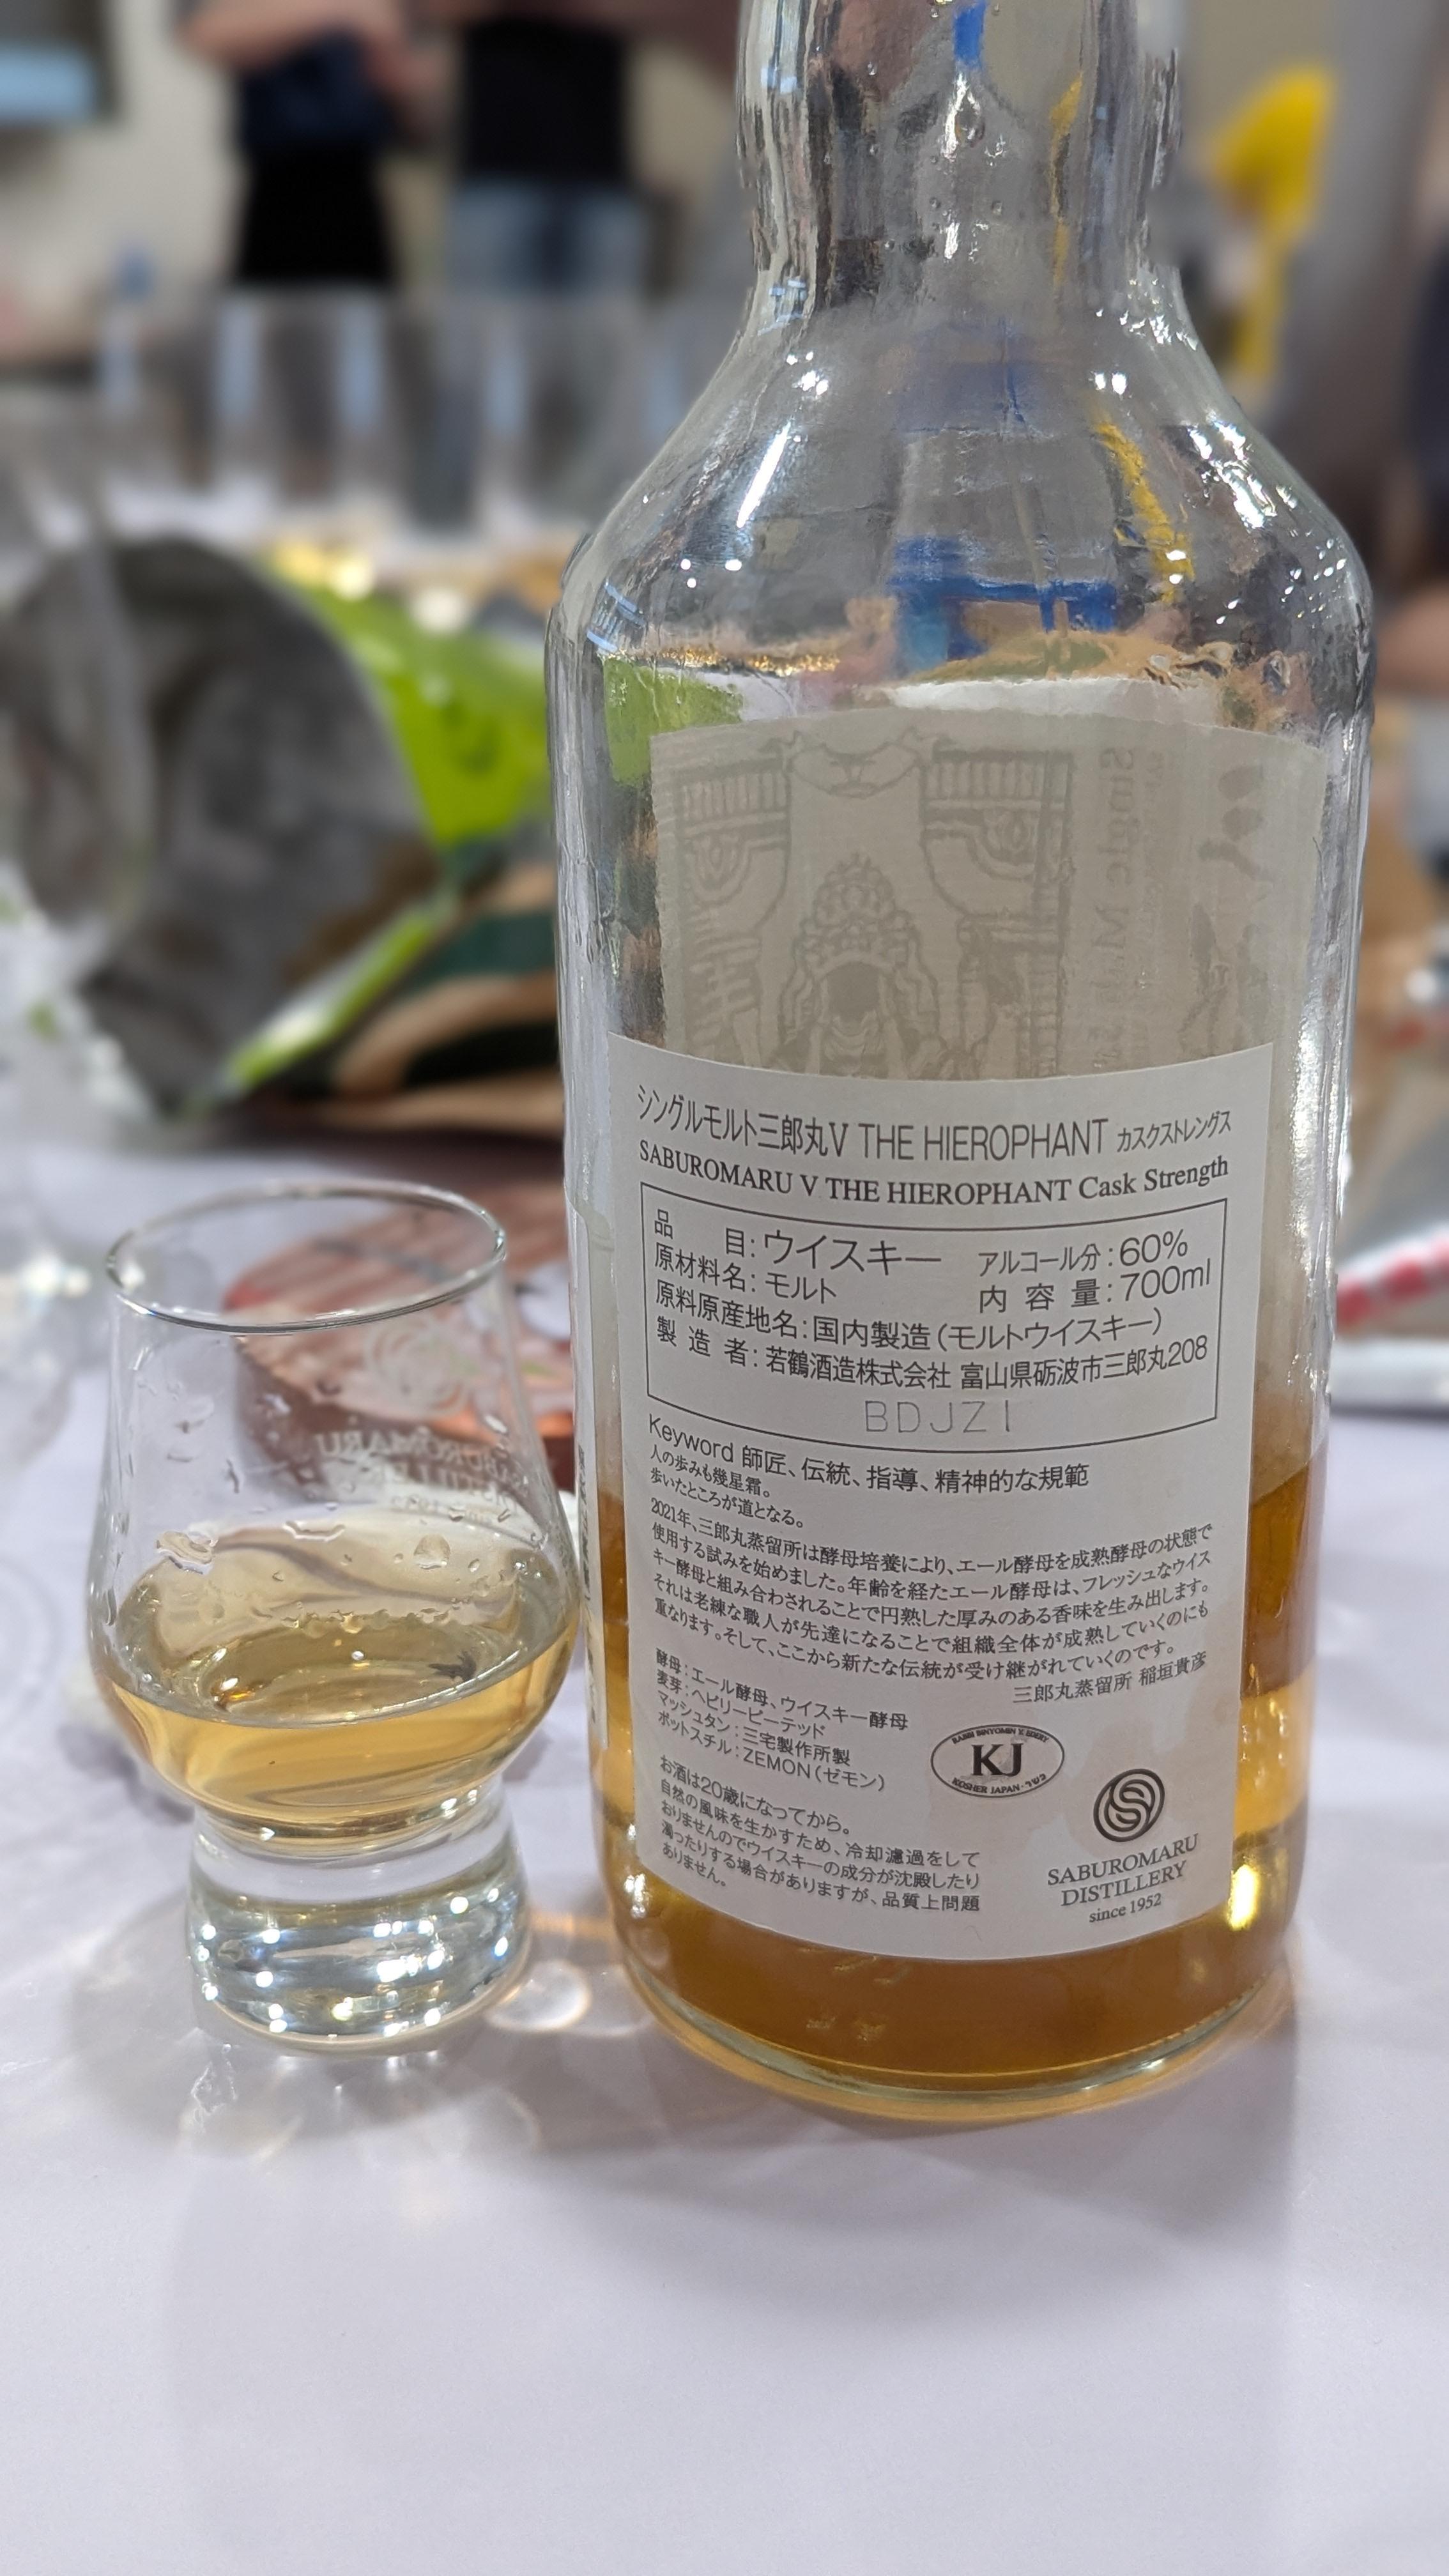 シングルモルト三郎丸V THE HIEROPHANT カスクストレングス
SABUROMARU V THE HIEROPHANT Cask Strength
品　目:ウイスキー アルコール分:60%
原材料名:モルト 内容量:700ml
原料原産地名:国内製造(モルトウイスキー)
製造者:若鶴酒造株式会社 富山県砺波市三郎丸208
BDJZ1
Keyword 師匠、伝統、指導、精神的な規範
人の歩みも幾星霜。
歩いたところが道となる。
2021年、三郎丸蒸留所は酵母培養により、エール酵母を成熟酵母の状態で
使用する試みを始めました。年齢を経たエール酵母は、フレッシュなウイス
キー酵母と組み合わされることで円熟した厚みのある香味を生み出します。
それは老練な職人が先達になることで組織全体が成熟していくのにも
重なります。そして、ここから新たな伝統が受け継がれていくのです。
三郎丸蒸留所 稲垣貴彦
酵母:エール酵母、ウイスキー酵母
麦芽:ヘビリーピーテッド
マッシュタン:三宅製作所製
ポットスチル:ZEMON(ゼモン)
RABBI BINYOMIN Y. EDERY
KJ
KOSHER JAPAN · כשר
お酒は20歳になってから。
自然の風味を生かすため、冷却濾過をして
おりませんのでウイスキーの成分が沈殿したり
濁ったりする場合がありますが、品質上問題
ありません。
SABUROMARU
DISTILLERY
since 1952
Single M